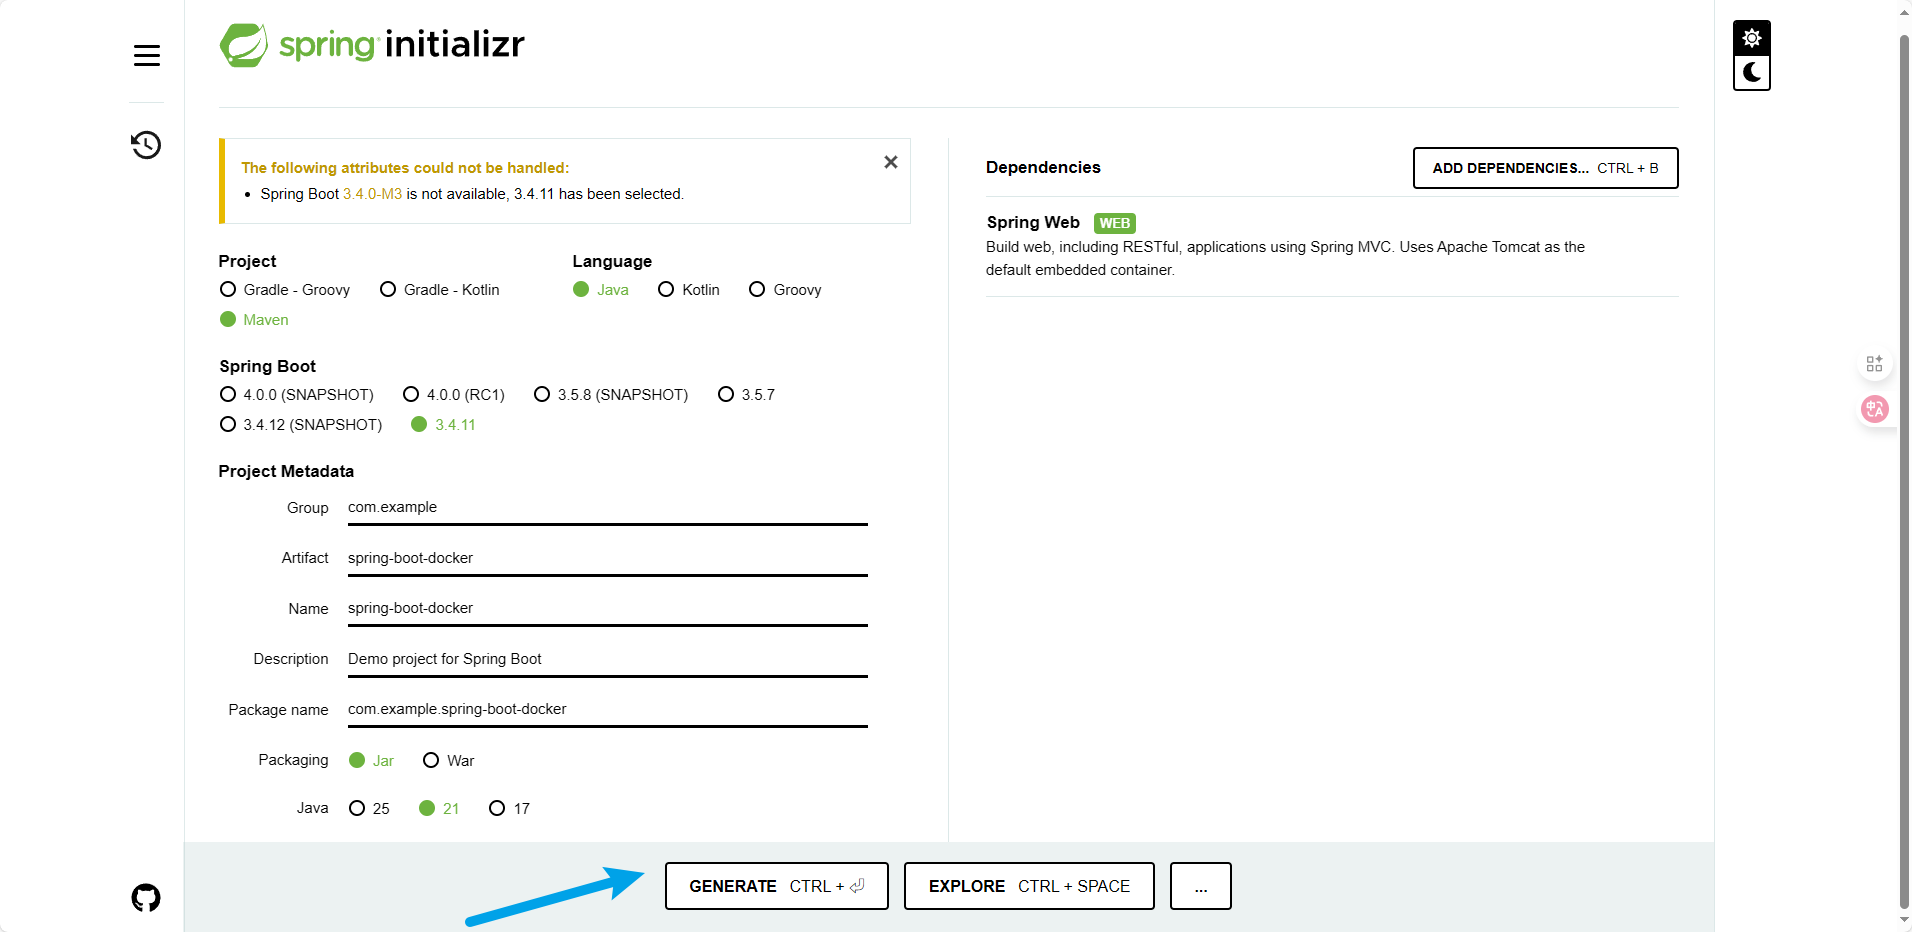 spring initializr
The following attributes could not be handled:
Spring Boot 3.4.0-M3 is not available, 3.4.11 has been selected.
Project
Gradle - Groovy
Gradle - Kotlin
Maven
Language
Java
Kotlin
Groovy
Spring Boot
4.0.0 (SNAPSHOT)
4.0.0 (RC1)
3.5.8 (SNAPSHOT)
3.5.7
3.4.12 (SNAPSHOT)
3.4.11
Project Metadata
Group com.example
Artifact spring-boot-docker
Name spring-boot-docker
Description Demo project for Spring Boot
Package name com.example.spring-boot-docker
Packaging Jar War
Java 25 21 17
Dependencies
ADD DEPENDENCIES... CTRL + B
Spring Web WEB
Build web, including RESTful, applications using Spring MVC. Uses Apache Tomcat as the
default embedded container.
中 A
GENERATE CTRL + ⏎
EXPLORE CTRL + SPACE
...